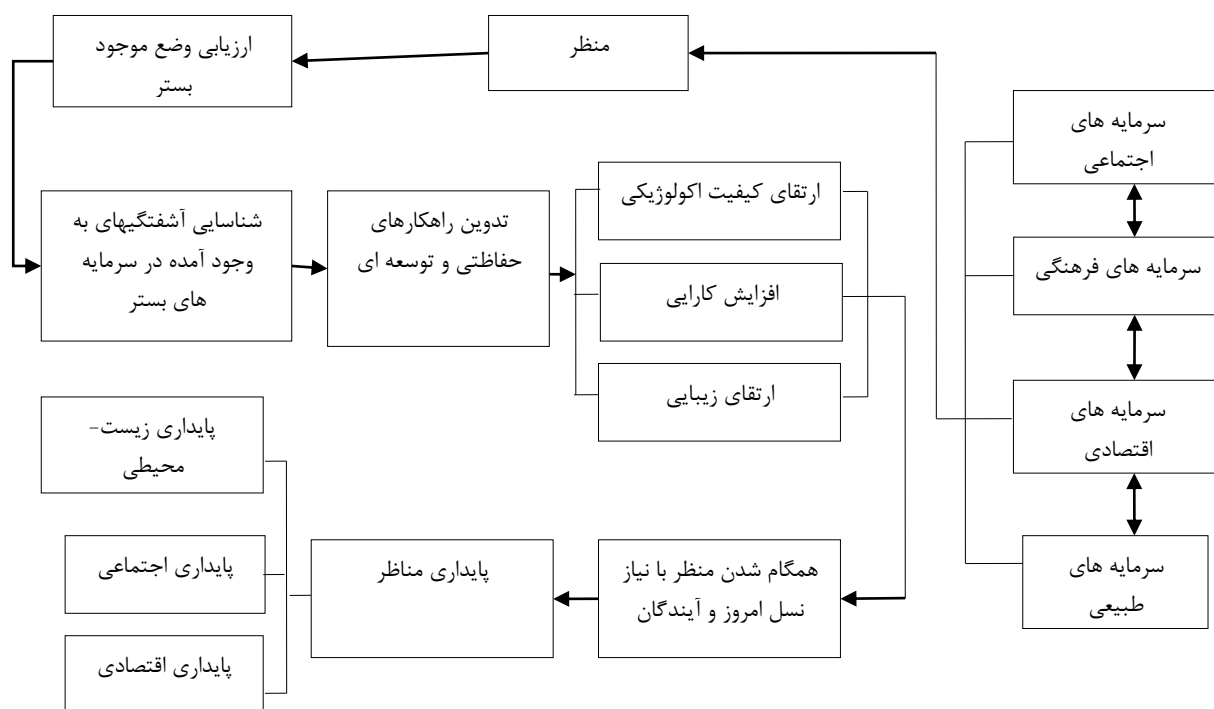 سرمایه های
اجتماعی
سرمایه های فرهنگی
سرمایه های
اقتصادی
سرمایه های
طبیعی
منظر
ارزیابی وضع موجود
بستر
شناسایی آشفتگیهای به
وجود آمده در سرمایه
های بستر
تدوین راهکارهای
حفاظتی و توسعه ای
ارتقای کیفیت اکولوژیکی
افزایش کارایی
ارتقای زیبایی
همگام شدن منظر با نیاز
نسل امروز و آیندگان
پایداری مناظر
پایداری زیست-
محیطی
پایداری اجتماعی
پایداری اقتصادی